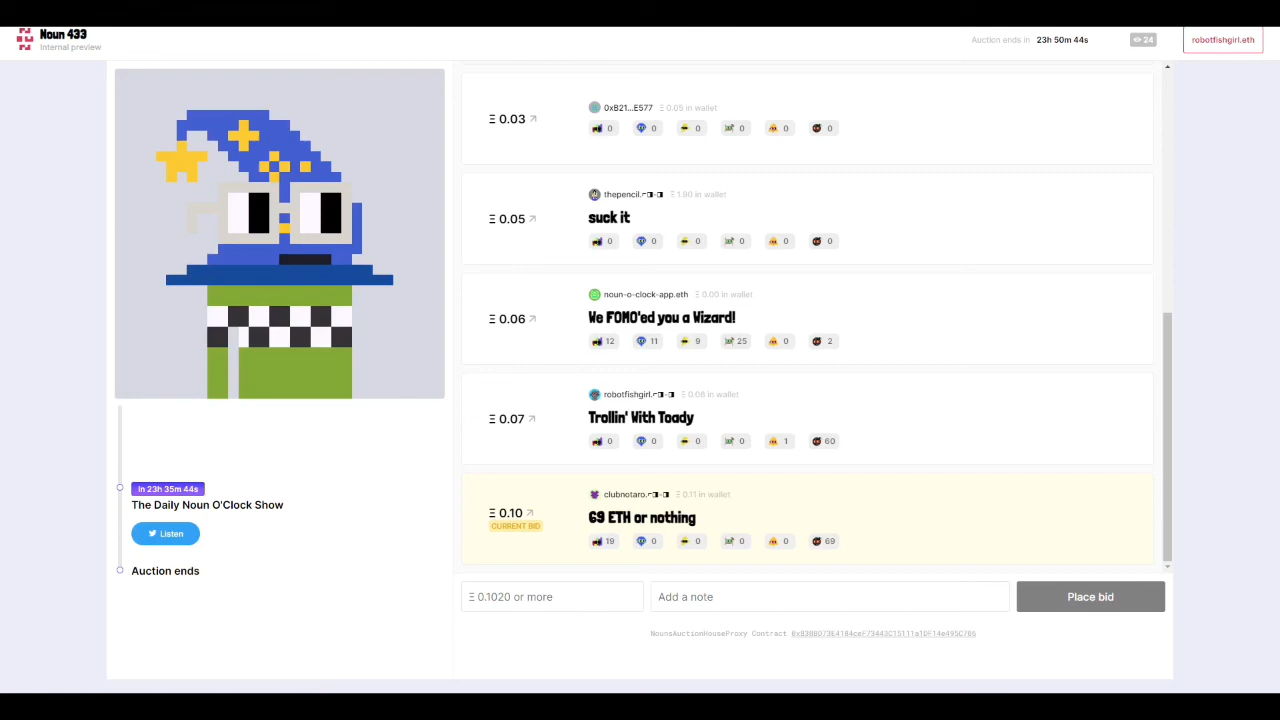 Noun 433
Internal preview
Auction ends in 23h 50m 44s
24
robotfishgirl.eth
Ξ 0.03
0xB21...E577 Ξ 0.05 in wallet
0 0 0 0 0 0
Ξ 0.05
thepencil.⌐◨-◨ Ξ 1.90 in wallet
suck it
0 0 0 0 0 0
Ξ 0.06
noun-o-clock-app.eth Ξ 0.00 in wallet
We FOMO'ed you a Wizard!
12 11 9 25 0 2
Ξ 0.07
robotfishgirl.⌐◨-◨ Ξ 0.08 in wallet
Trollin' With Toady
0 0 0 0 1 60
Ξ 0.10
CURRENT BID
clubnotaro.⌐◨-◨ Ξ 0.11 in wallet
69 ETH or nothing
19 0 0 0 0 69
In 23h 35m 44s
The Daily Noun O'Clock Show
Listen
Auction ends
Ξ 0.1020 or more
Add a note
Place bid
NounsAuctionHouseProxy Contract